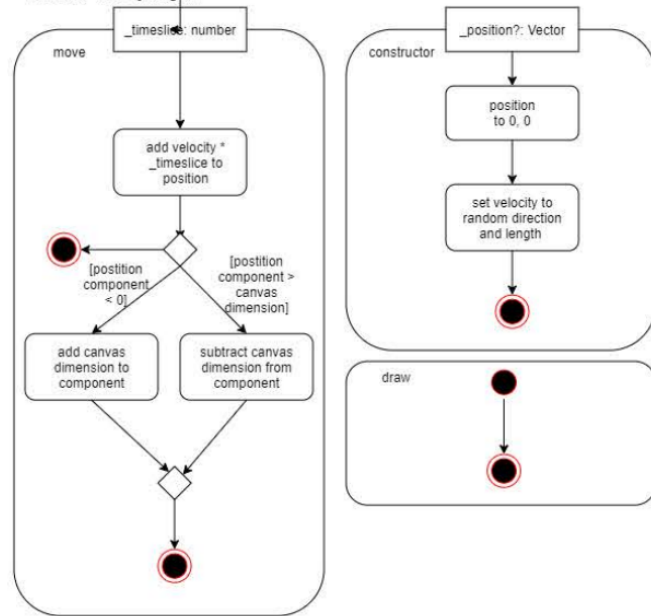 _timeslice: number
move
add velocity *
_timeslice to
position
[postition
component
< 0]
[postition
component >
canvas
dimension]
add canvas
dimension to
component
subtract canvas
dimension from
component
_position?: Vector
constructor
position
to 0, 0
set velocity to
random direction
and length
draw